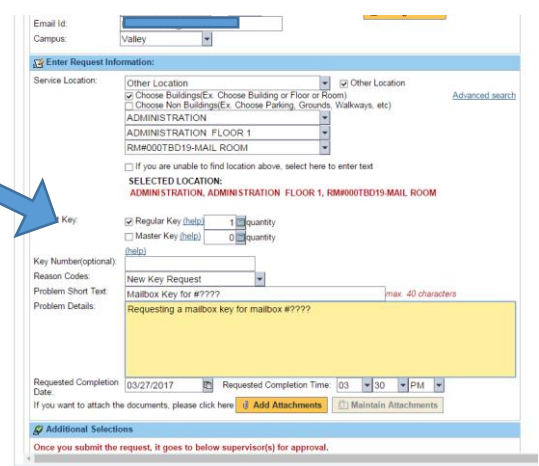 Email Id:
Campus: Valley
Enter Request Information:
Service Location: Other Location Other Location
Choose Buildings(Ex. Choose Building or Floor or Room) Advanced search
Choose Non Buildings(Ex. Choose Parking, Grounds, Walkways, etc)
ADMINISTRATION
ADMINISTRATION FLOOR 1
RM#000TBD19-MAIL ROOM
If you are unable to find location above, select here to enter text
SELECTED LOCATION:
ADMINISTRATION, ADMINISTRATION FLOOR 1, RM#000TBD19-MAIL ROOM
Key: Regular Key (help) 1 quantity
Master Key (help) 0 quantity
(help)
Key Number(optional):
Reason Codes: New Key Request
Problem Short Text: Mailbox Key for #???? max. 40 characters
Problem Details: Requesting a mailbox key for mailbox #????
Requested Completion Date: 03/27/2017 Requested Completion Time: 03 30 PM
If you want to attach the documents, please click here Add Attachments Maintain Attachments
Additional Selections
Once you submit the request, it goes to below supervisor(s) for approval.